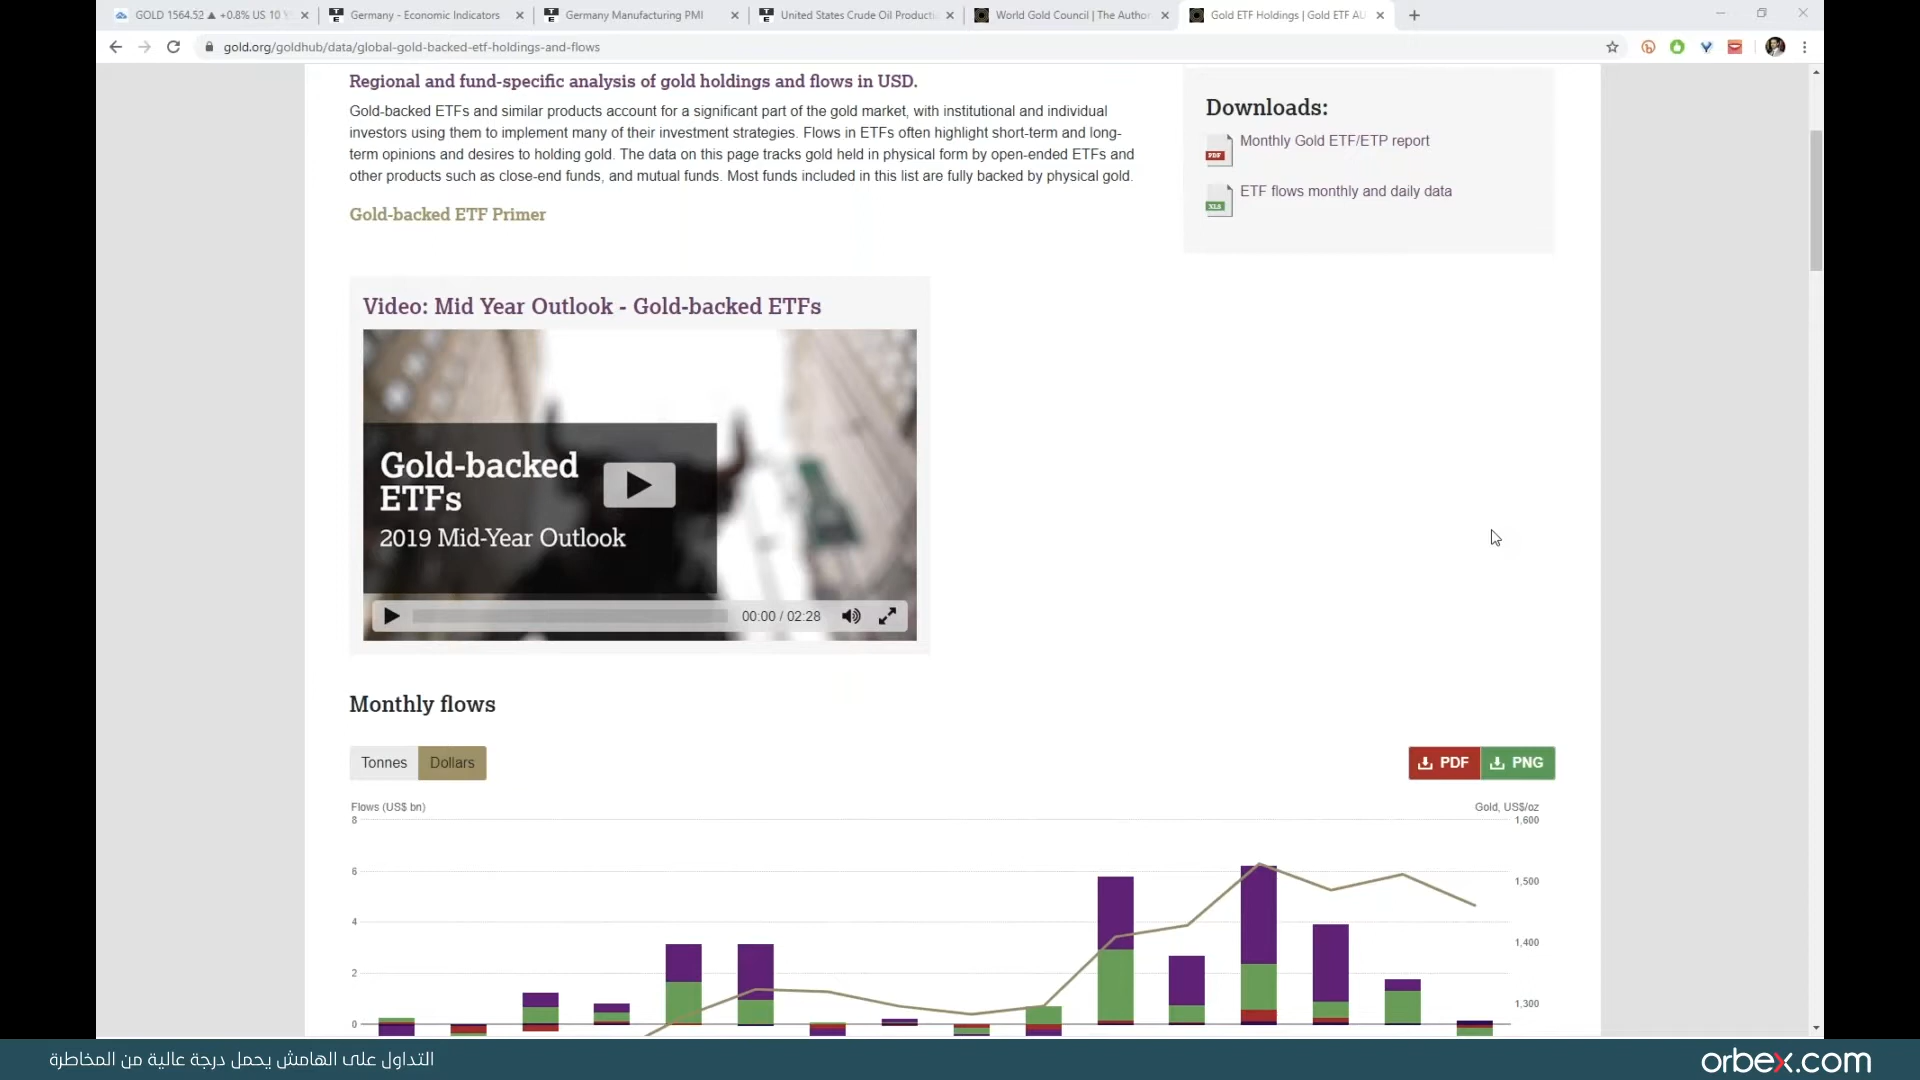 GOLD 1564.52 ▲ +0.8% US 10 Y
Germany - Economic Indicators
Germany Manufacturing PMI
United States Crude Oil Producti
World Gold Council | The Author
Gold ETF Holdings | Gold ETF AU
gold.org/goldhub/data/global-gold-backed-etf-holdings-and-flows
Regional and fund-specific analysis of gold holdings and flows in USD.
Gold-backed ETFs and similar products account for a significant part of the gold market, with institutional and individual
investors using them to implement many of their investment strategies. Flows in ETFs often highlight short-term and long-
term opinions and desires to holding gold. The data on this page tracks gold held in physical form by open-ended ETFs and
other products such as close-end funds, and mutual funds. Most funds included in this list are fully backed by physical gold.
Gold-backed ETF Primer
Downloads:
PDF
Monthly Gold ETF/ETP report
XLS
ETF flows monthly and daily data
Video: Mid Year Outlook - Gold-backed ETFs
Gold-backed
ETFs
2019 Mid-Year Outlook
00:00 / 02:28
Monthly flows
Tonnes
Dollars
PDF
PNG
Flows (US$ bn)
Gold, US$/oz
8
1,600
6
1,500
4
1,400
2
1,300
0
التداول على الهامش يحمل درجة عالية من المخاطرة
orbex.com